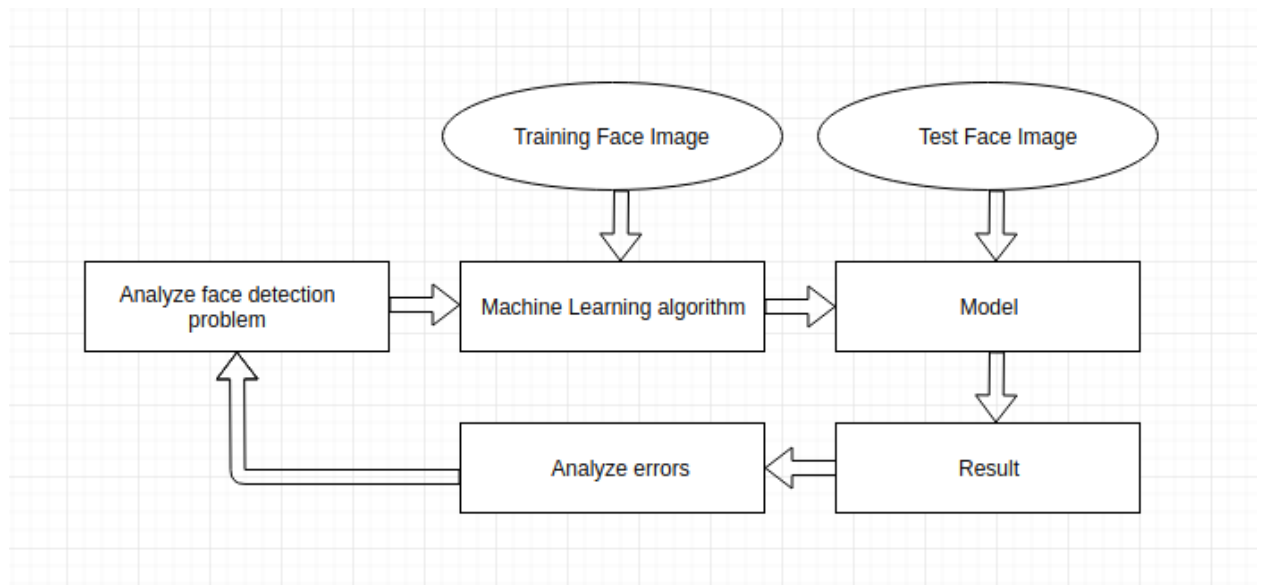 Training Face Image
Test Face Image
Analyze face detection
problem
Machine Learning algorithm
Model
Analyze errors
Result